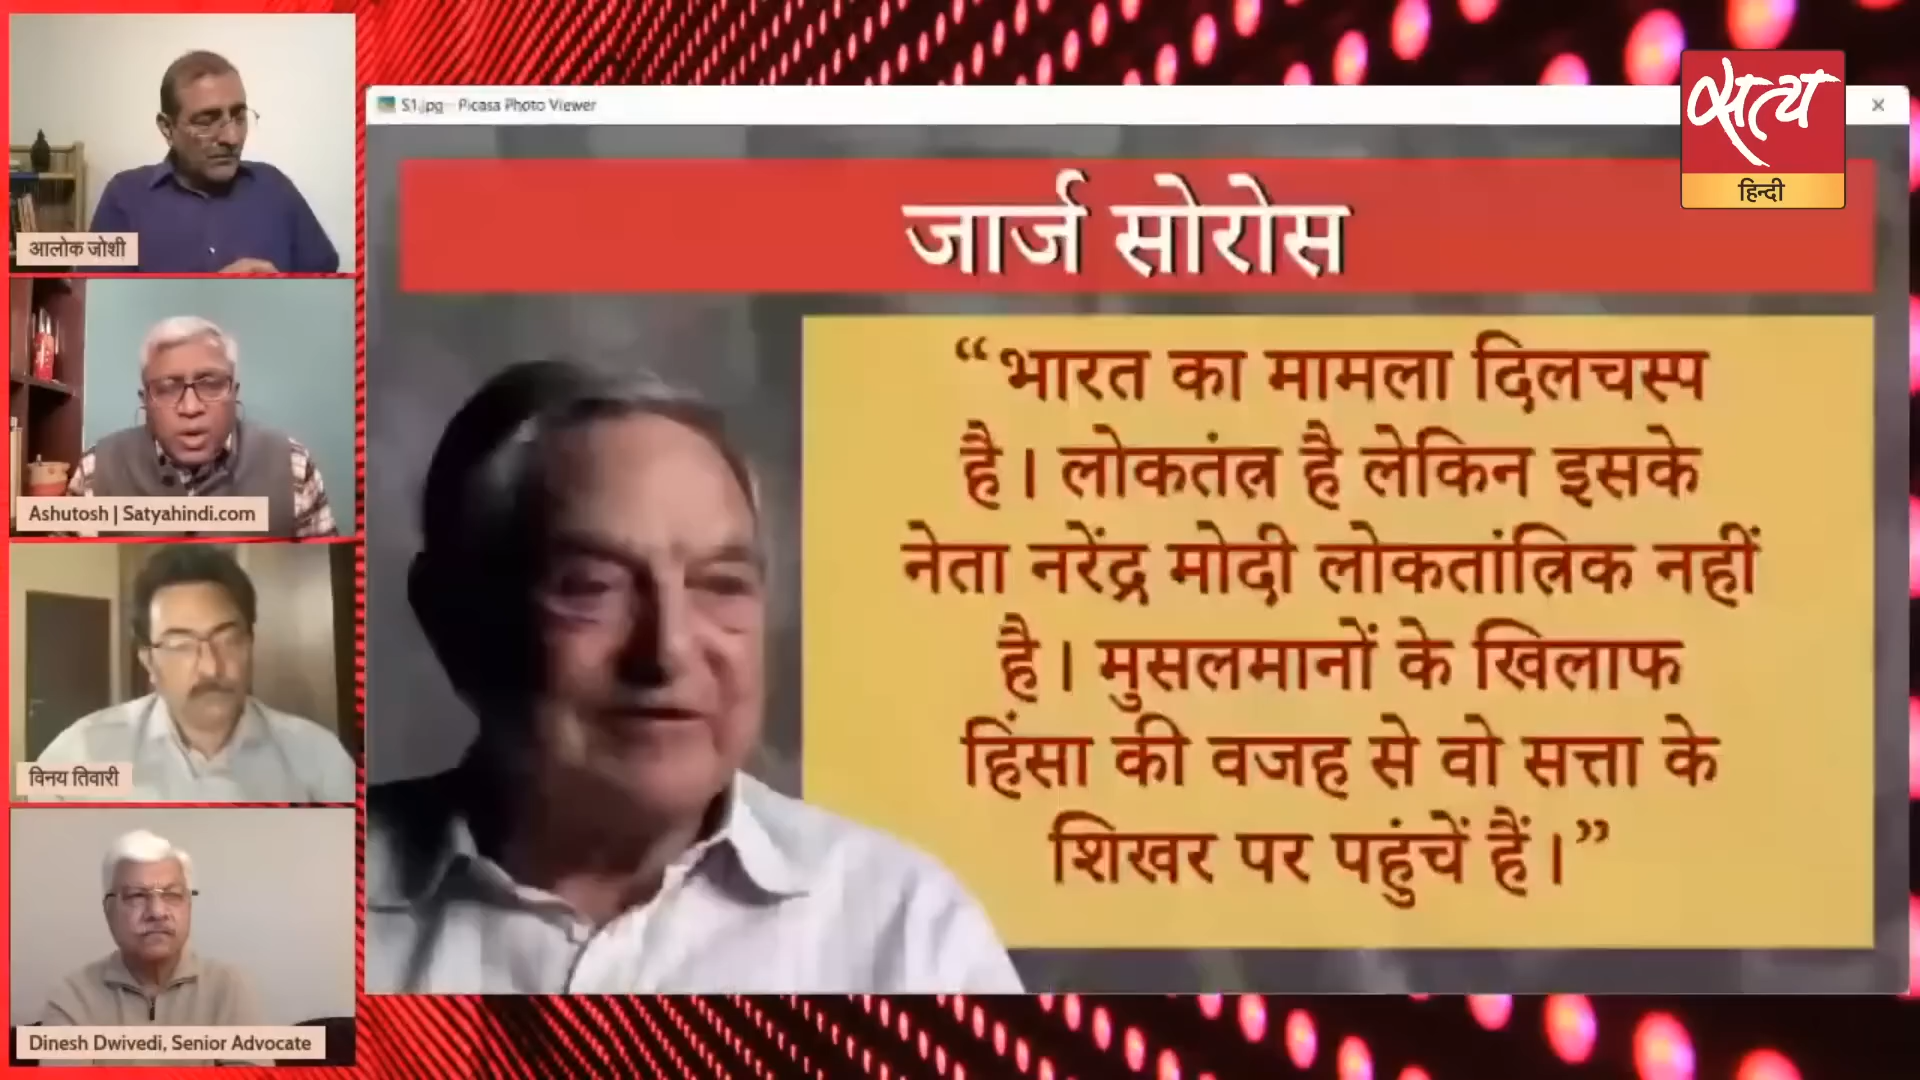 आलोक जोशी
Ashutosh | Satyahindi.com
विनय तिवारी
Dinesh Dwivedi, Senior Advocate
S1.jpg - Picasa Photo Viewer
सत्य
हिन्दी
जार्ज सोरोस
“भारत का मामला दिलचस्प
है। लोकतंत्र है लेकिन इसके
नेता नरेंद्र मोदी लोकतांत्रिक नहीं
है। मुसलमानों के खिलाफ
हिंसा की वजह से वो सत्ता के
शिखर पर पहुंचें हैं।”